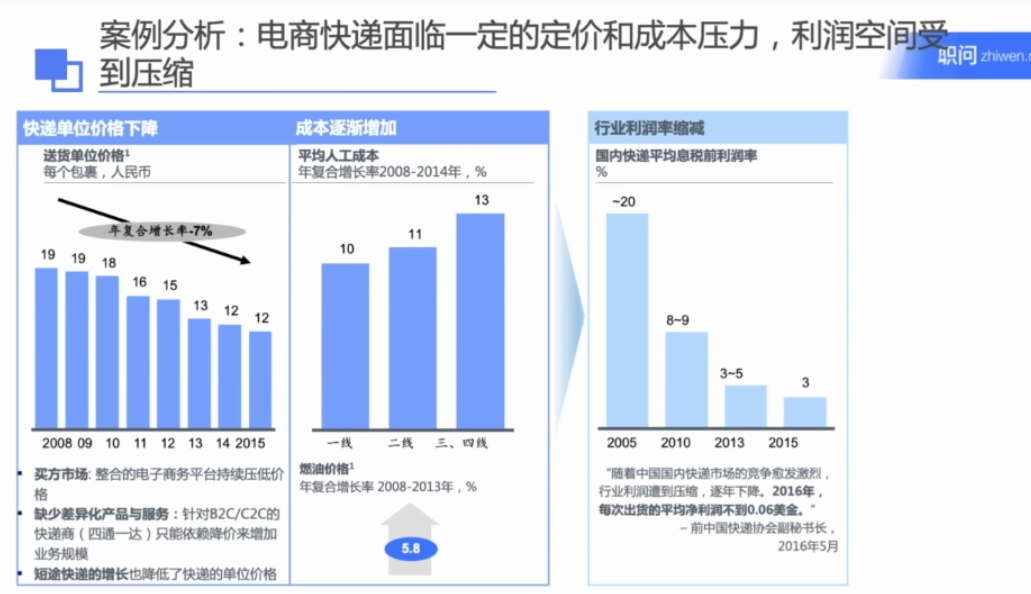 案例分析：电商快递面临一定的定价和成本压力，利润空间受
到压缩
职问 zhiwen.
快递单位价格下降
送货单位价格1
每个包裹，人民币
年复合增长率-7%
19 19 18 16 15 13 12 12
2008 09 10 11 12 13 14 2015
▪ 买方市场: 整合的电子商务平台持续压低价
格
▪ 缺少差异化产品与服务：针对B2C/C2C的
快递商（四通一达）只能依赖降价来增加
业务规模
▪ 短途快递的增长也降低了快递的单位价格
成本逐渐增加
平均人工成本
年复合增长率2008-2014年，%
10 11 13
一线 二线 三、四线
燃油价格1
年复合增长率 2008-2013年，%
5.8
行业利润率缩减
国内快递平均息税前利润率
%
~20 8~9 3~5 3
2005 2010 2013 2015
“随着中国国内快递市场的竞争愈发激烈，
行业利润遭到压缩，逐年下降。2016年，
每次出货的平均净利润不到0.06美金。”
– 前中国快递协会副秘书长，
2016年5月